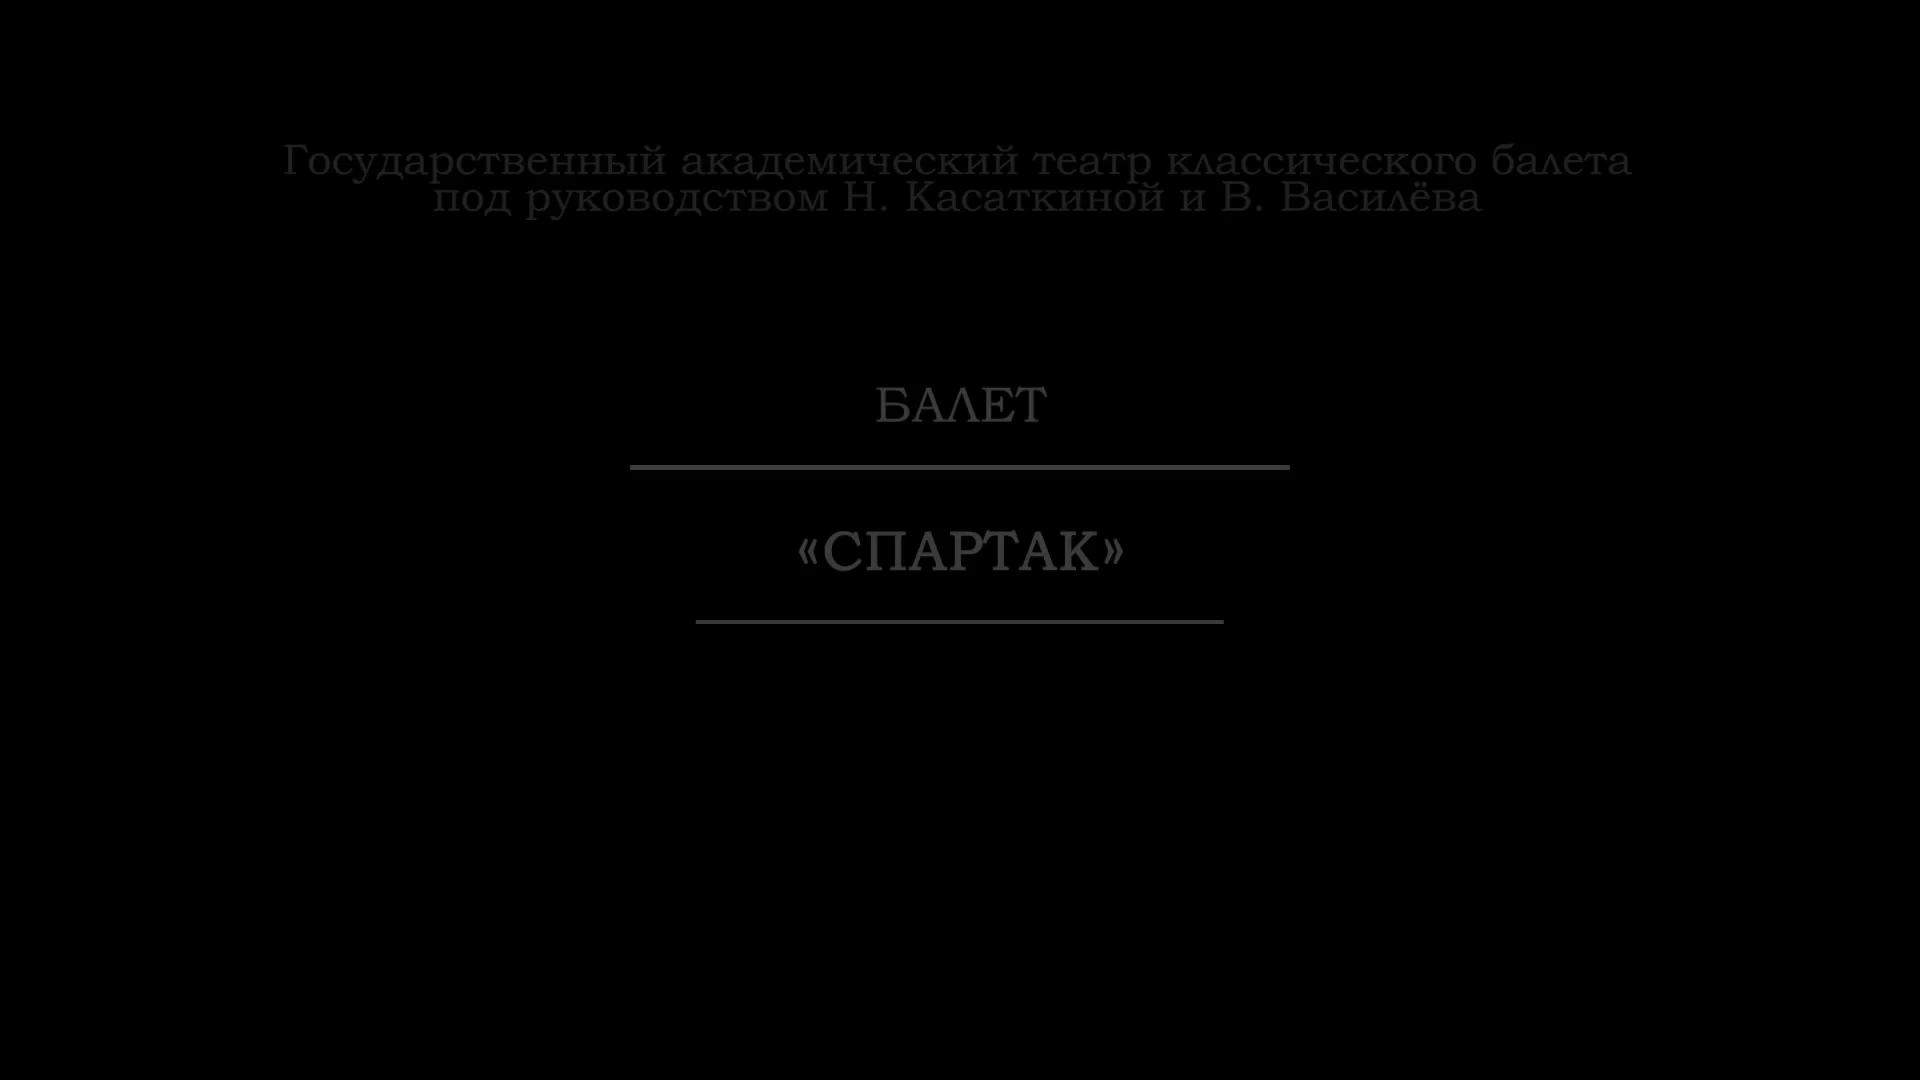 Государственный академический театр классического балета
под руководством Н. Касаткиной и В. Василёва
БАЛЕТ
«СПАРТАК»